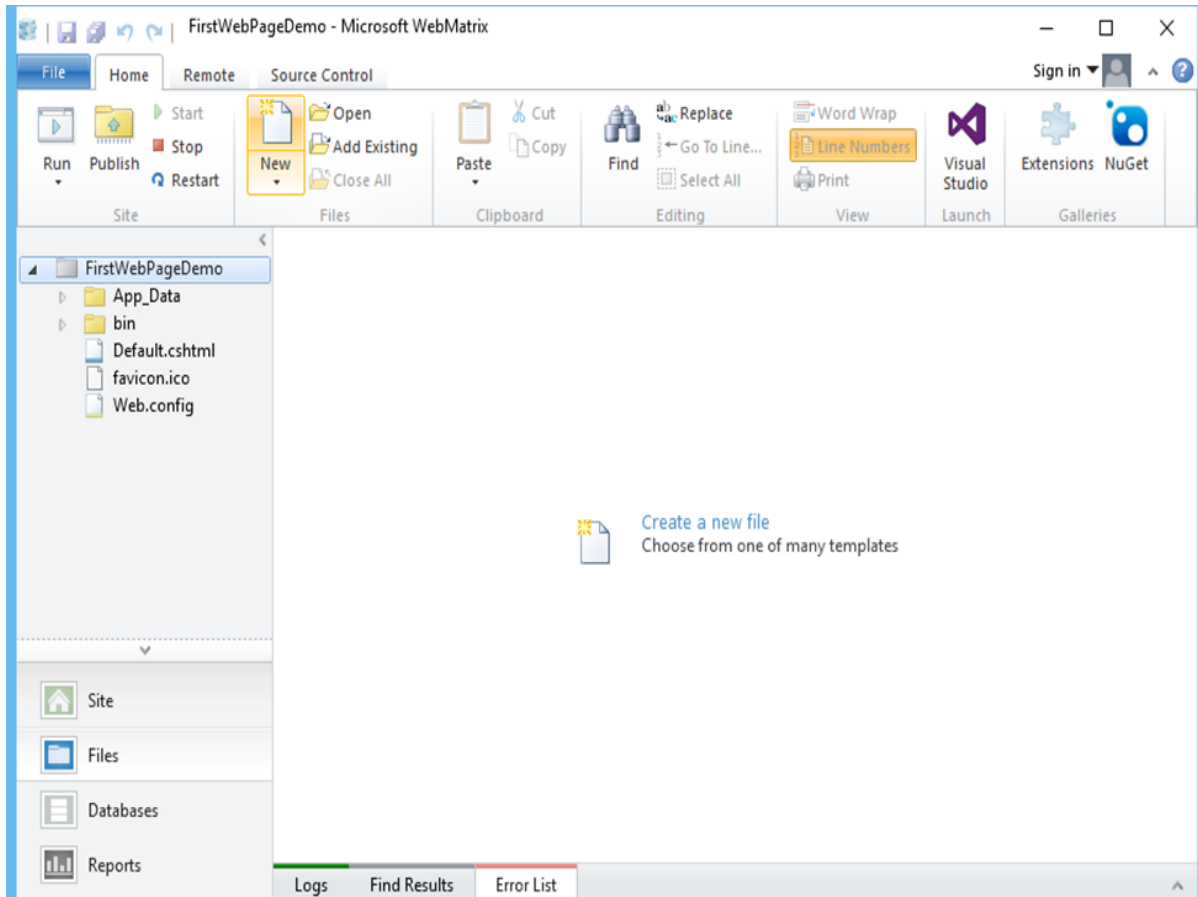 FirstWebPageDemo - Microsoft WebMatrix
File Home Remote Source Control Sign in
Run
Publish
Start
Stop
Restart
Site
New
Open
Add Existing
Close All
Files
Paste
Cut
Copy
Clipboard
Find
Replace
Go To Line...
Select All
Editing
Word Wrap
Line Numbers
Print
View
Visual
Studio
Launch
Extensions NuGet
Galleries
FirstWebPageDemo
App_Data
bin
Default.cshtml
favicon.ico
Web.config
Create a new file
Choose from one of many templates
Site
Files
Databases
Reports
Logs Find Results Error List